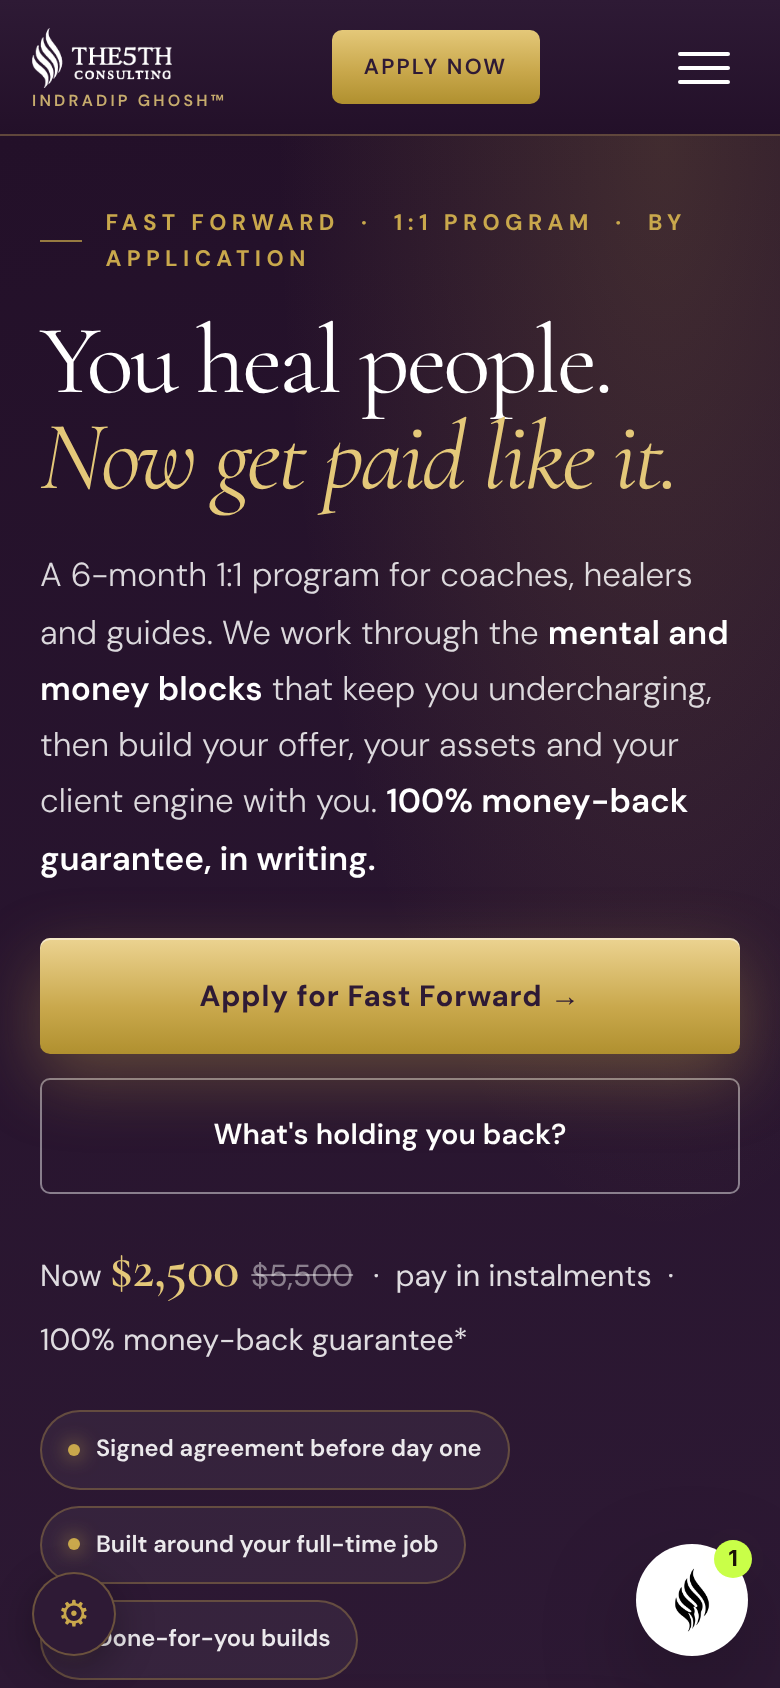 THE5TH
CONSULTING
INDRADIP GHOSH™
APPLY NOW
FAST FORWARD · 1:1 PROGRAM · BY
APPLICATION
You heal people.
Now get paid like it.
A 6-month 1:1 program for coaches, healers
and guides. We work through the mental and
money blocks that keep you undercharging,
then build your offer, your assets and your
client engine with you. 100% money-back
guarantee, in writing.
Apply for Fast Forward →
What's holding you back?
Now $2,500 $5,500 · pay in instalments ·
100% money-back guarantee*
Signed agreement before day one
Built around your full-time job
Done-for-you builds
1